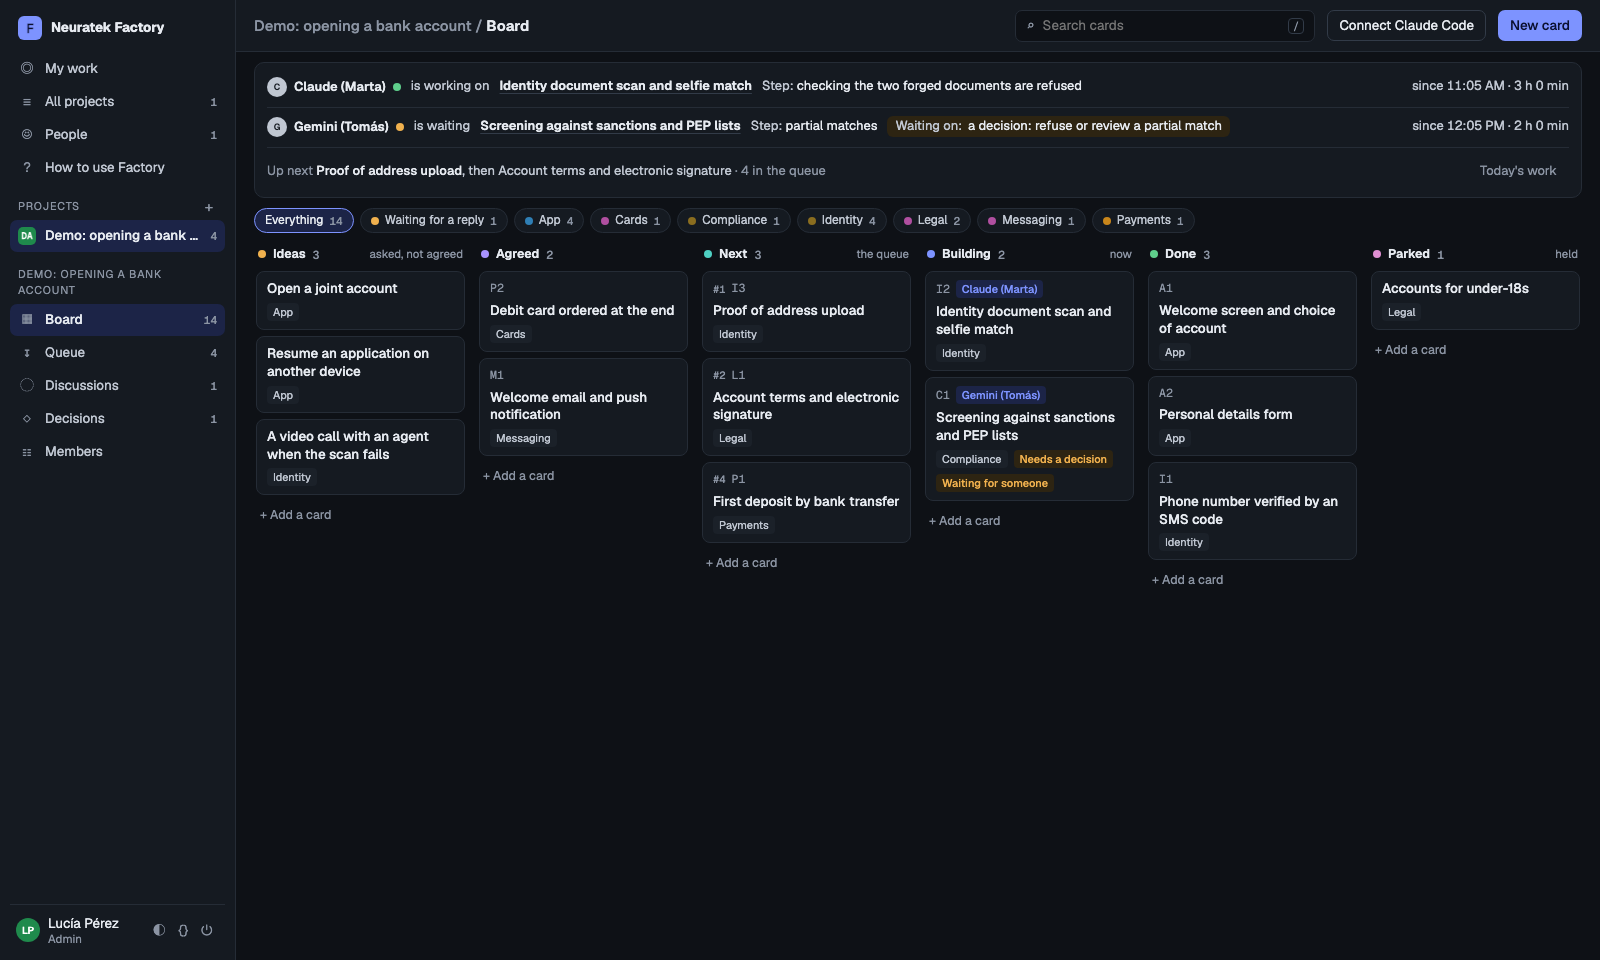 F Neuratek Factory
My work
All projects 1
People 1
? How to use Factory
PROJECTS +
DA Demo: opening a bank ... 4
DEMO: OPENING A BANK
ACCOUNT
Board 14
Queue 4
Discussions 1
Decisions 1
Members
LP Lucía Pérez
Admin
{}
Demo: opening a bank account / Board
Search cards /
Connect Claude Code
New card
C Claude (Marta) is working on Identity document scan and selfie match Step: checking the two forged documents are refused since 11:05 AM · 3 h 0 min
G Gemini (Tomás) is waiting Screening against sanctions and PEP lists Step: partial matches Waiting on: a decision: refuse or review a partial match since 12:05 PM · 2 h 0 min
Up next Proof of address upload, then Account terms and electronic signature · 4 in the queue Today's work
Everything 14 Waiting for a reply 1 App 4 Cards 1 Compliance 1 Identity 4 Legal 2 Messaging 1 Payments 1
Ideas 3 asked, not agreed
Open a joint account
App
Resume an application on
another device
App
A video call with an agent
when the scan fails
Identity
+ Add a card
Agreed 2
P2
Debit card ordered at the end
Cards
M1
Welcome email and push
notification
Messaging
+ Add a card
Next 3 the queue
#1 I3
Proof of address upload
Identity
#2 L1
Account terms and electronic
signature
Legal
#4 P1
First deposit by bank transfer
Payments
+ Add a card
Building 2 now
I2 Claude (Marta)
Identity document scan and
selfie match
Identity
C1 Gemini (Tomás)
Screening against sanctions
and PEP lists
Compliance Needs a decision
Waiting for someone
+ Add a card
Done 3
A1
Welcome screen and choice
of account
App
A2
Personal details form
App
I1
Phone number verified by an
SMS code
Identity
+ Add a card
Parked 1 held
Accounts for under-18s
Legal
+ Add a card